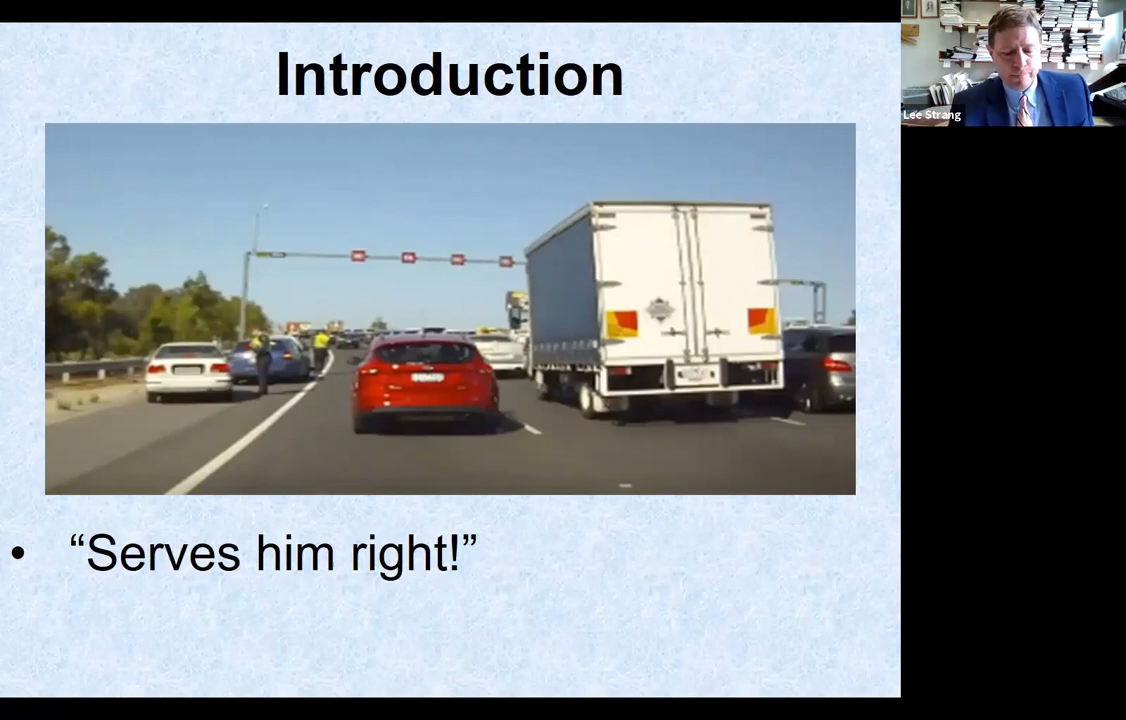 Introduction
Lee Strang
• “Serves him right!”